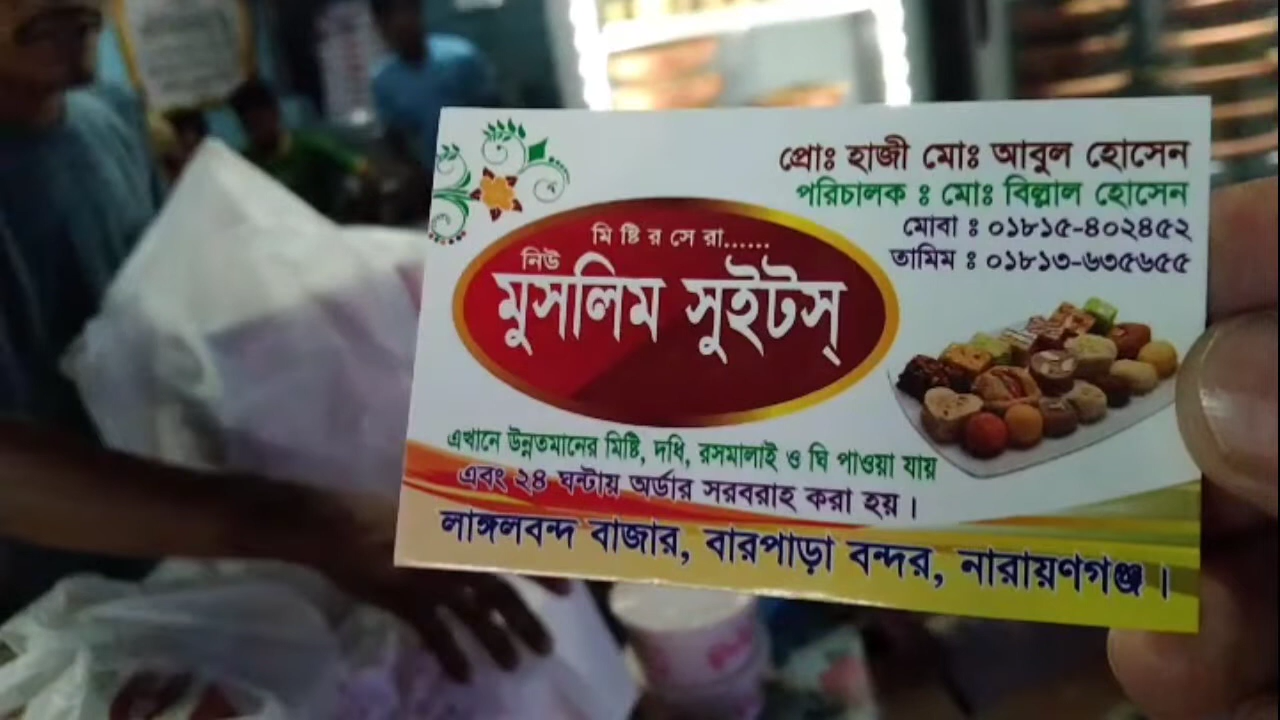 প্রোঃ হাজী মোঃ আবুল হোসেন
পরিচালক ঃ মোঃ বিল্লাল হোসেন
মোবা ঃ ০১৮১৫-৪০২৪৫২
তামিম ঃ ০১৮১৩-৬৩৫৬৫৫
মিষ্টির সেরা......
নিউ
মুসলিম সুইটস্
এখানে উন্নতমানের মিষ্টি, দধি, রসমালাই ও ঘি পাওয়া যায়
এবং ২৪ ঘন্টায় অর্ডার সরবরাহ করা হয়।
লাঙ্গলবন্দ বাজার, বারপাড়া বন্দর, নারায়ণগঞ্জ।